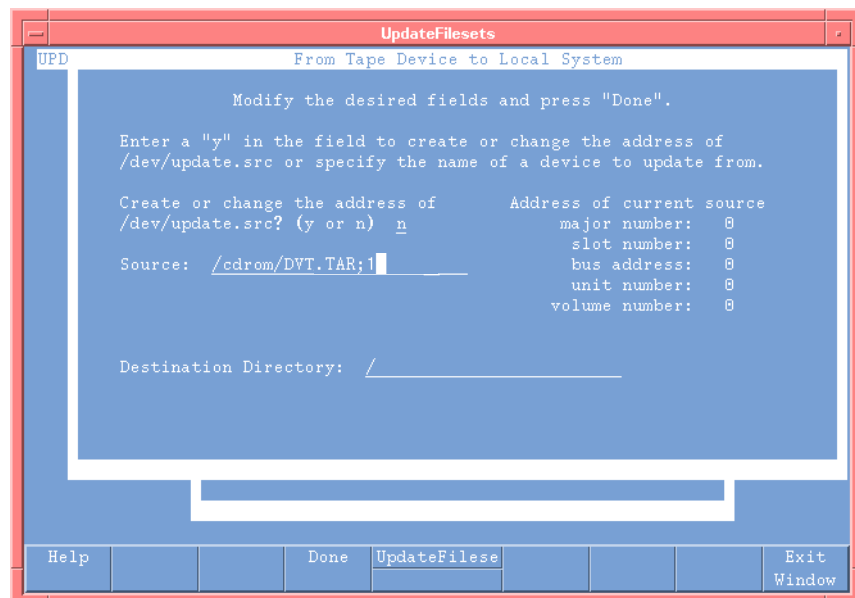 UpdateFilesets
UPD From Tape Device to Local System
Modify the desired fields and press "Done".
Enter a "y" in the field to create or change the address of
/dev/update.src or specify the name of a device to update from.
Create or change the address of
/dev/update.src? (y or n) n
Address of current source
major number: 0
slot number: 0
bus address: 0
unit number: 0
volume number: 0
Source: /cdrom/DVT.TAR;1
Destination Directory: /
Help Done UpdateFilese Exit
Window